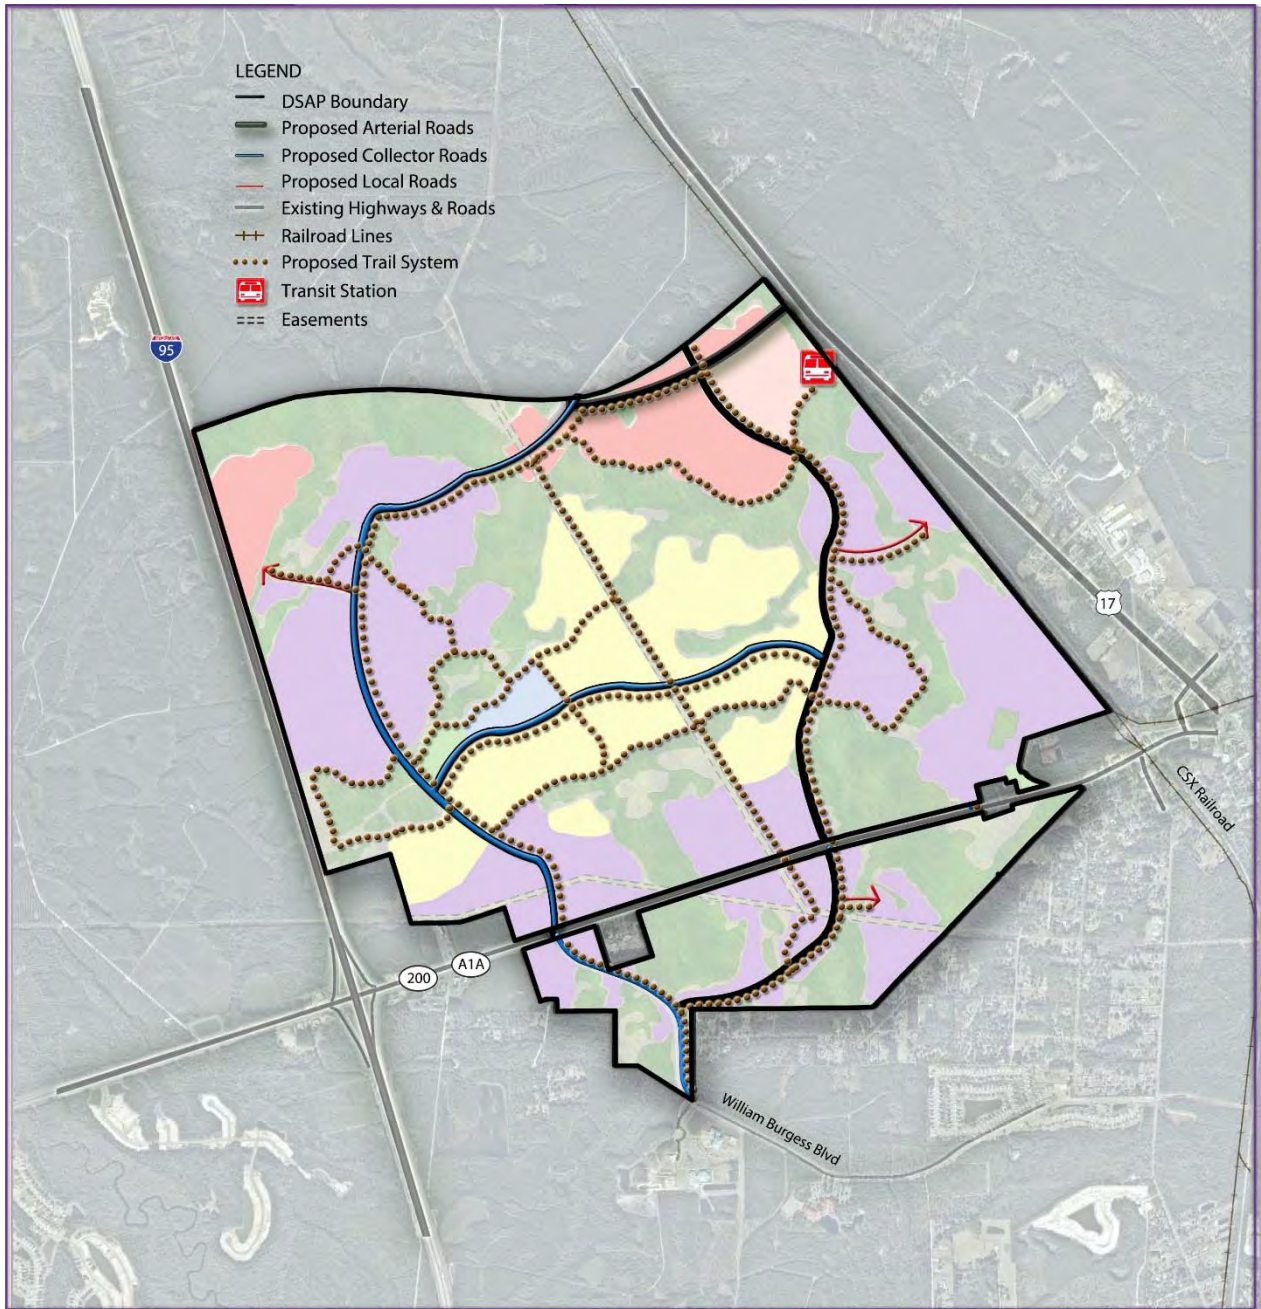 LEGEND
DSAP Boundary
Proposed Arterial Roads
Proposed Collector Roads
Proposed Local Roads
Existing Highways & Roads
Railroad Lines
Proposed Trail System
Transit Station
Easements
95
17
CSX Railroad
200
A1A
William Burgess Blvd